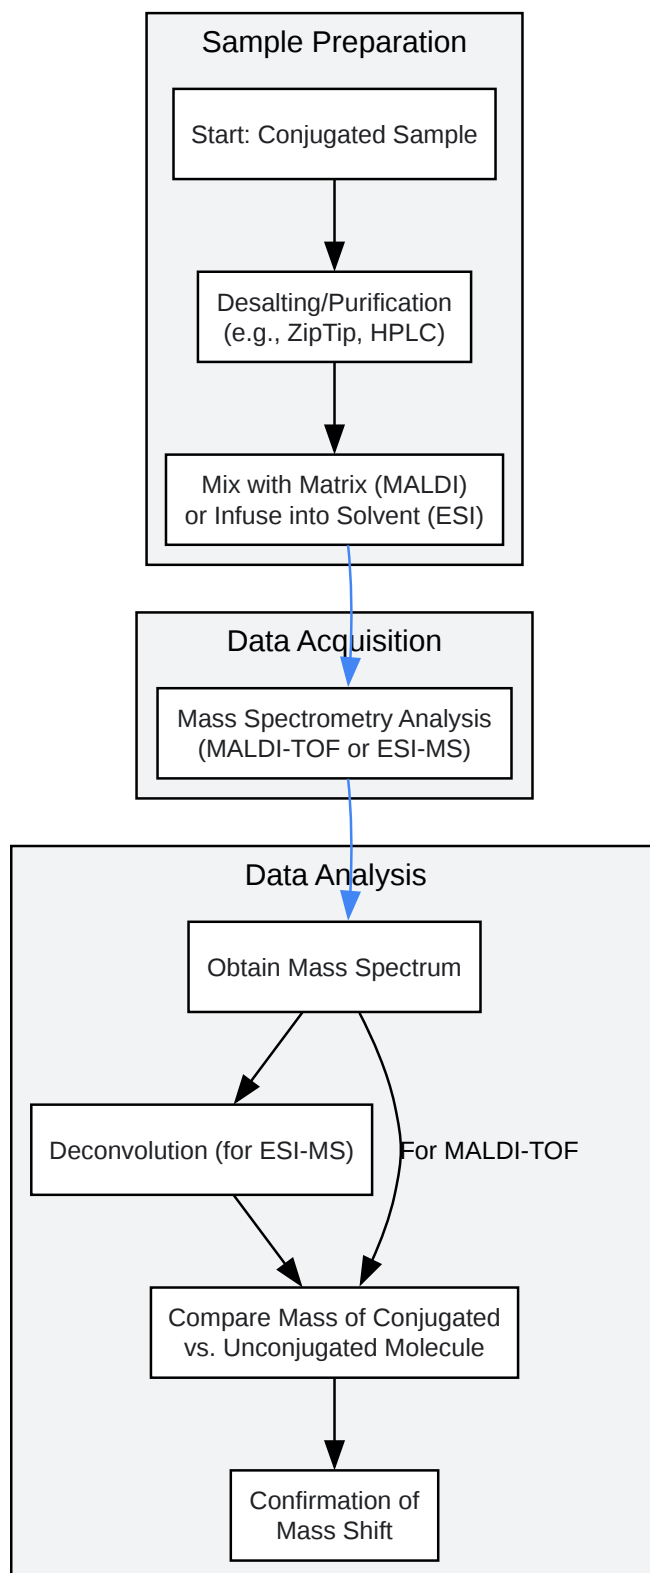 Sample Preparation
Start: Conjugated Sample
Desalting/Purification
(e.g., ZipTip, HPLC)
Mix with Matrix (MALDI)
or Infuse into Solvent (ESI)
Data Acquisition
Mass Spectrometry Analysis
(MALDI-TOF or ESI-MS)
Data Analysis
Obtain Mass Spectrum
Deconvolution (for ESI-MS)
For MALDI-TOF
Compare Mass of Conjugated
vs. Unconjugated Molecule
Confirmation of
Mass Shift